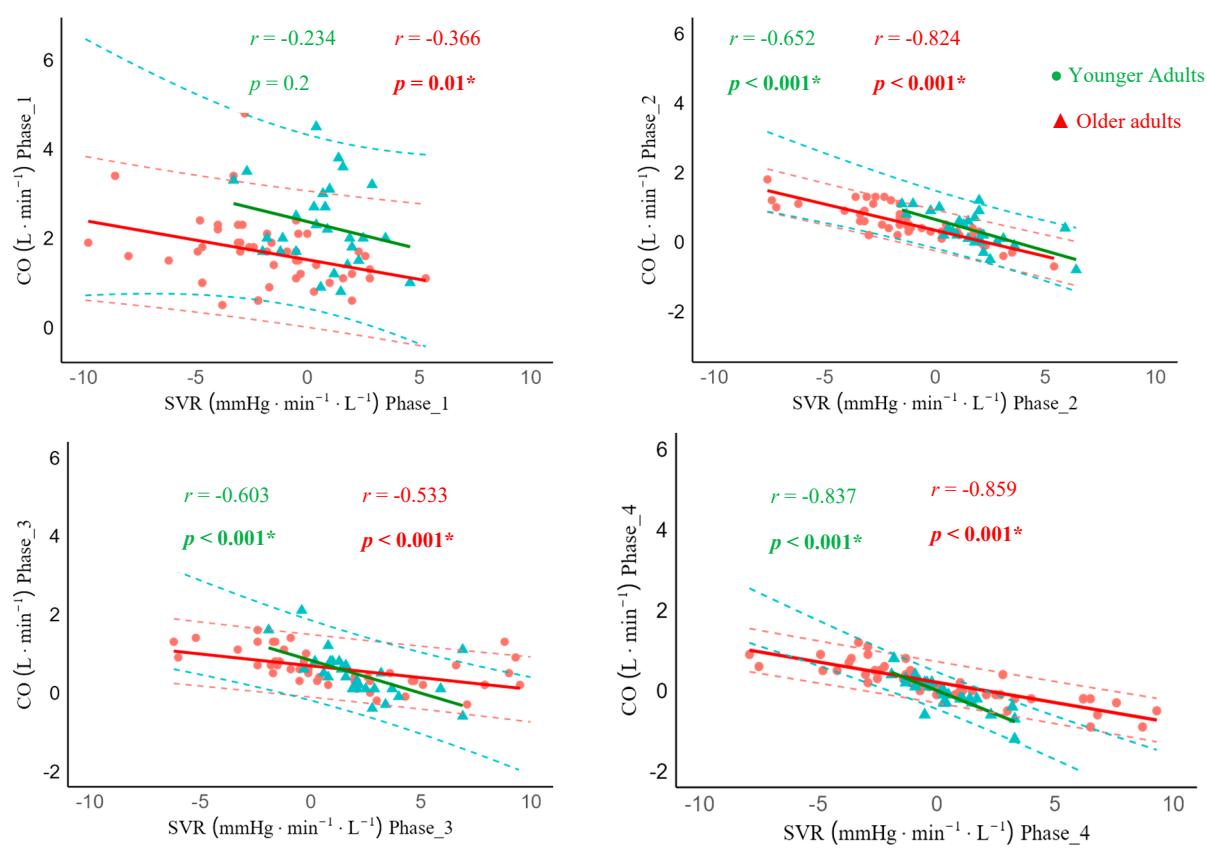 r = -0.234
r = -0.366
p = 0.2
p = 0.01*
6
4
2
0
CO (L · min⁻¹) Phase_1
-10
-5
0
5
10
SVR (mmHg · min⁻¹ · L⁻¹) Phase_1
r = -0.652
r = -0.824
p < 0.001*
p < 0.001*
Younger Adults
Older adults
6
4
2
0
-2
CO (L · min⁻¹) Phase_2
-10
-5
0
5
10
SVR (mmHg · min⁻¹ · L⁻¹) Phase_2
r = -0.603
r = -0.533
p < 0.001*
p < 0.001*
6
4
2
0
-2
CO (L · min⁻¹) Phase_3
-10
-5
0
5
10
SVR (mmHg · min⁻¹ · L⁻¹) Phase_3
r = -0.837
r = -0.859
p < 0.001*
p < 0.001*
6
4
2
0
-2
CO (L · min⁻¹) Phase_4
-10
-5
0
5
10
SVR (mmHg · min⁻¹ · L⁻¹) Phase_4